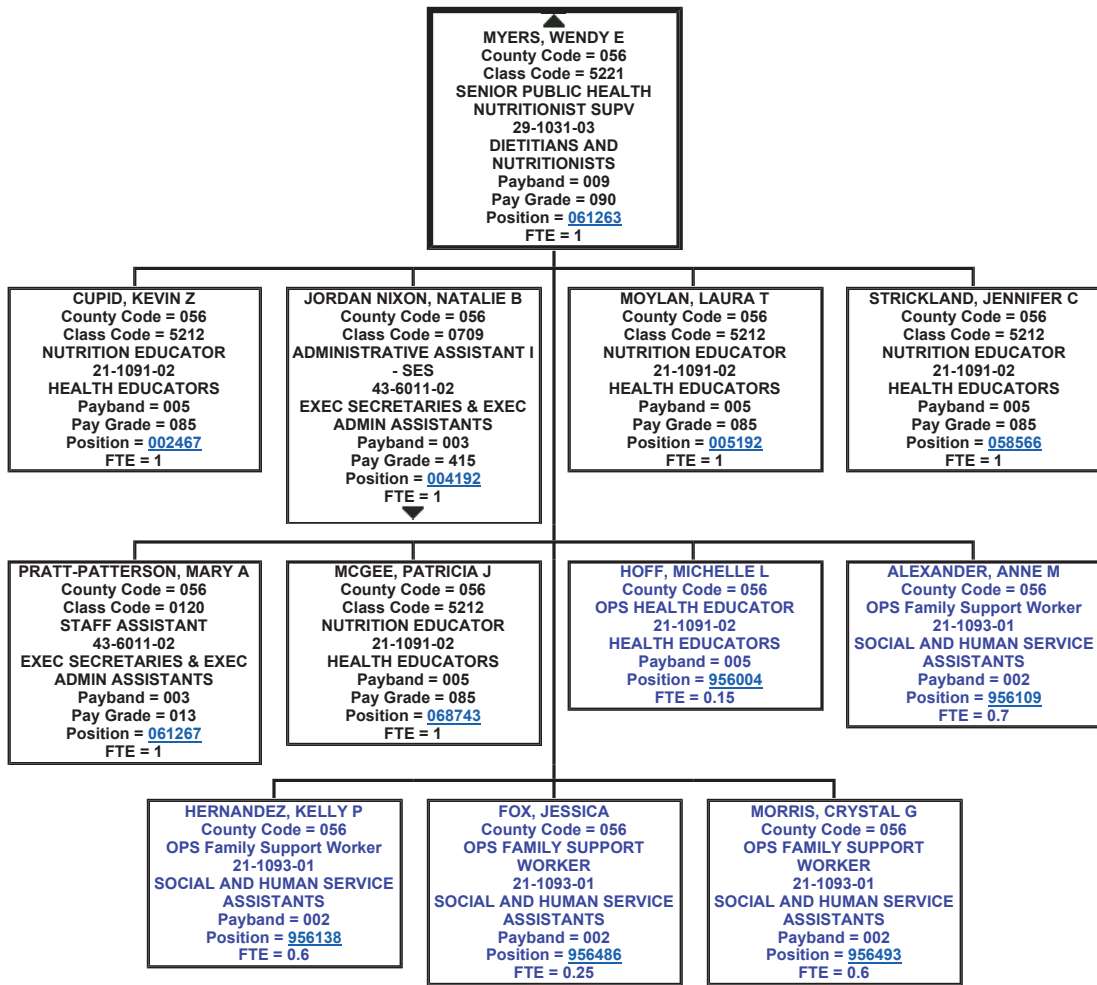 MYERS, WENDY E
County Code = 056
Class Code = 5221
SENIOR PUBLIC HEALTH
NUTRITIONIST SUPV
29-1031-03
DIETITIANS AND
NUTRITIONISTS
Payband = 009
Pay Grade = 090
Position = 061263
FTE = 1
CUPID, KEVIN Z
County Code = 056
Class Code = 5212
NUTRITION EDUCATOR
21-1091-02
HEALTH EDUCATORS
Payband = 005
Pay Grade = 085
Position = 002467
FTE = 1
JORDAN NIXON, NATALIE B
County Code = 056
Class Code = 0709
ADMINISTRATIVE ASSISTANT I
- SES
43-6011-02
EXEC SECRETARIES & EXEC
ADMIN ASSISTANTS
Payband = 003
Pay Grade = 415
Position = 004192
FTE = 1
MOYLAN, LAURA T
County Code = 056
Class Code = 5212
NUTRITION EDUCATOR
21-1091-02
HEALTH EDUCATORS
Payband = 005
Pay Grade = 085
Position = 005192
FTE = 1
STRICKLAND, JENNIFER C
County Code = 056
Class Code = 5212
NUTRITION EDUCATOR
21-1091-02
HEALTH EDUCATORS
Payband = 005
Pay Grade = 085
Position = 058566
FTE = 1
PRATT-PATTERSON, MARY A
County Code = 056
Class Code = 0120
STAFF ASSISTANT
43-6011-02
EXEC SECRETARIES & EXEC
ADMIN ASSISTANTS
Payband = 003
Pay Grade = 013
Position = 061267
FTE = 1
MCGEE, PATRICIA J
County Code = 056
Class Code = 5212
NUTRITION EDUCATOR
21-1091-02
HEALTH EDUCATORS
Payband = 005
Pay Grade = 085
Position = 068743
FTE = 1
HOFF, MICHELLE L
County Code = 056
OPS HEALTH EDUCATOR
21-1091-02
HEALTH EDUCATORS
Payband = 005
Position = 956004
FTE = 0.15
ALEXANDER, ANNE M
County Code = 056
OPS Family Support Worker
21-1093-01
SOCIAL AND HUMAN SERVICE
ASSISTANTS
Payband = 002
Position = 956109
FTE = 0.7
HERNANDEZ, KELLY P
County Code = 056
OPS Family Support Worker
21-1093-01
SOCIAL AND HUMAN SERVICE
ASSISTANTS
Payband = 002
Position = 956138
FTE = 0.6
FOX, JESSICA
County Code = 056
OPS FAMILY SUPPORT
WORKER
21-1093-01
SOCIAL AND HUMAN SERVICE
ASSISTANTS
Payband = 002
Position = 956486
FTE = 0.25
MORRIS, CRYSTAL G
County Code = 056
OPS FAMILY SUPPORT
WORKER
21-1093-01
SOCIAL AND HUMAN SERVICE
ASSISTANTS
Payband = 002
Position = 956493
FTE = 0.6